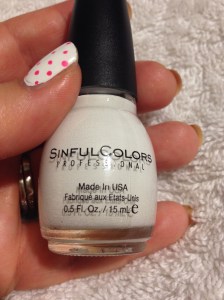 SINFULCOLORS
PROFESSIONAL
Made in USA
Fabriqué aux États-Unis
0.5 Fl. Oz. / 15 mL ℮